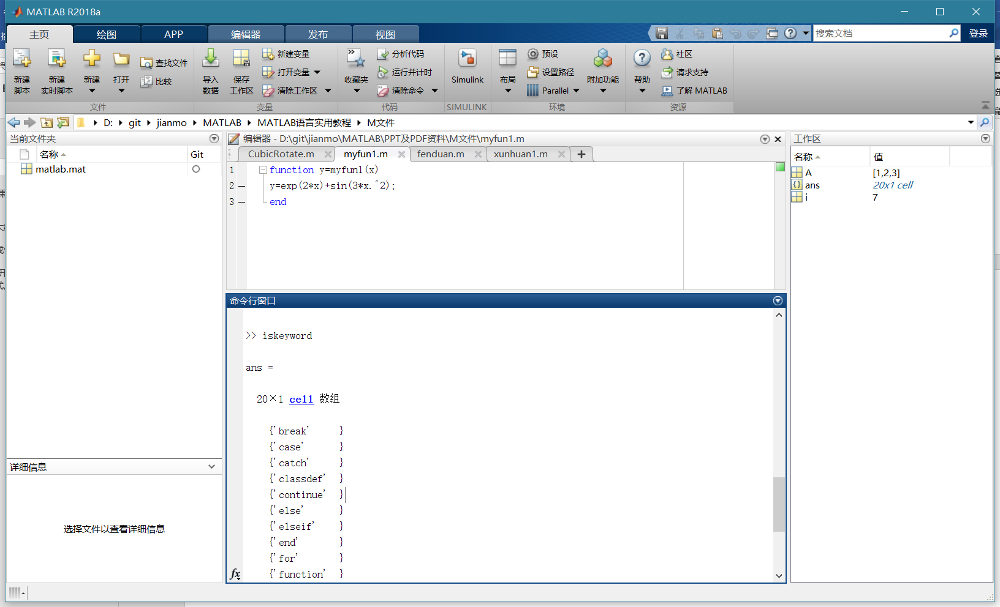 MATLAB R2018a
主页
绘图
APP
编辑器
发布
视图
搜索文档
登录
新建
脚本
新建
实时脚本
新建
打开
查找文件
比较
文件
导入
数据
保存
工作区
新建变量
打开变量
清除工作区
变量
收藏夹
分析代码
运行并计时
清除命令
代码
Simulink
SIMULINK
布局
预设
设置路径
Parallel
附加功能
环境
帮助
社区
请求支持
了解 MATLAB
资源
D: git jianmo MATLAB MATLAB语言实用教程 M文件
当前文件夹
名称 Git
matlab.mat
详细信息
选择文件以查看详细信息
编辑器 - D:\git\jianmo\MATLAB\PPT及PDF资料\M文件\myfun1.m
CubicRotate.m myfun1.m fenduan.m xunhuan1.m
1 function y=myfun1(x)
2 y=exp(2*x)+sin(3*x.^2);
3 end
命令行窗口
>> iskeyword
ans =
20×1 cell 数组
{'break' }
{'case' }
{'catch' }
{'classdef' }
{'continue' }
{'else' }
{'elseif' }
{'end' }
{'for' }
{'function' }
fx
工作区
名称 值
A [1,2,3]
ans 20x1 cell
i 7